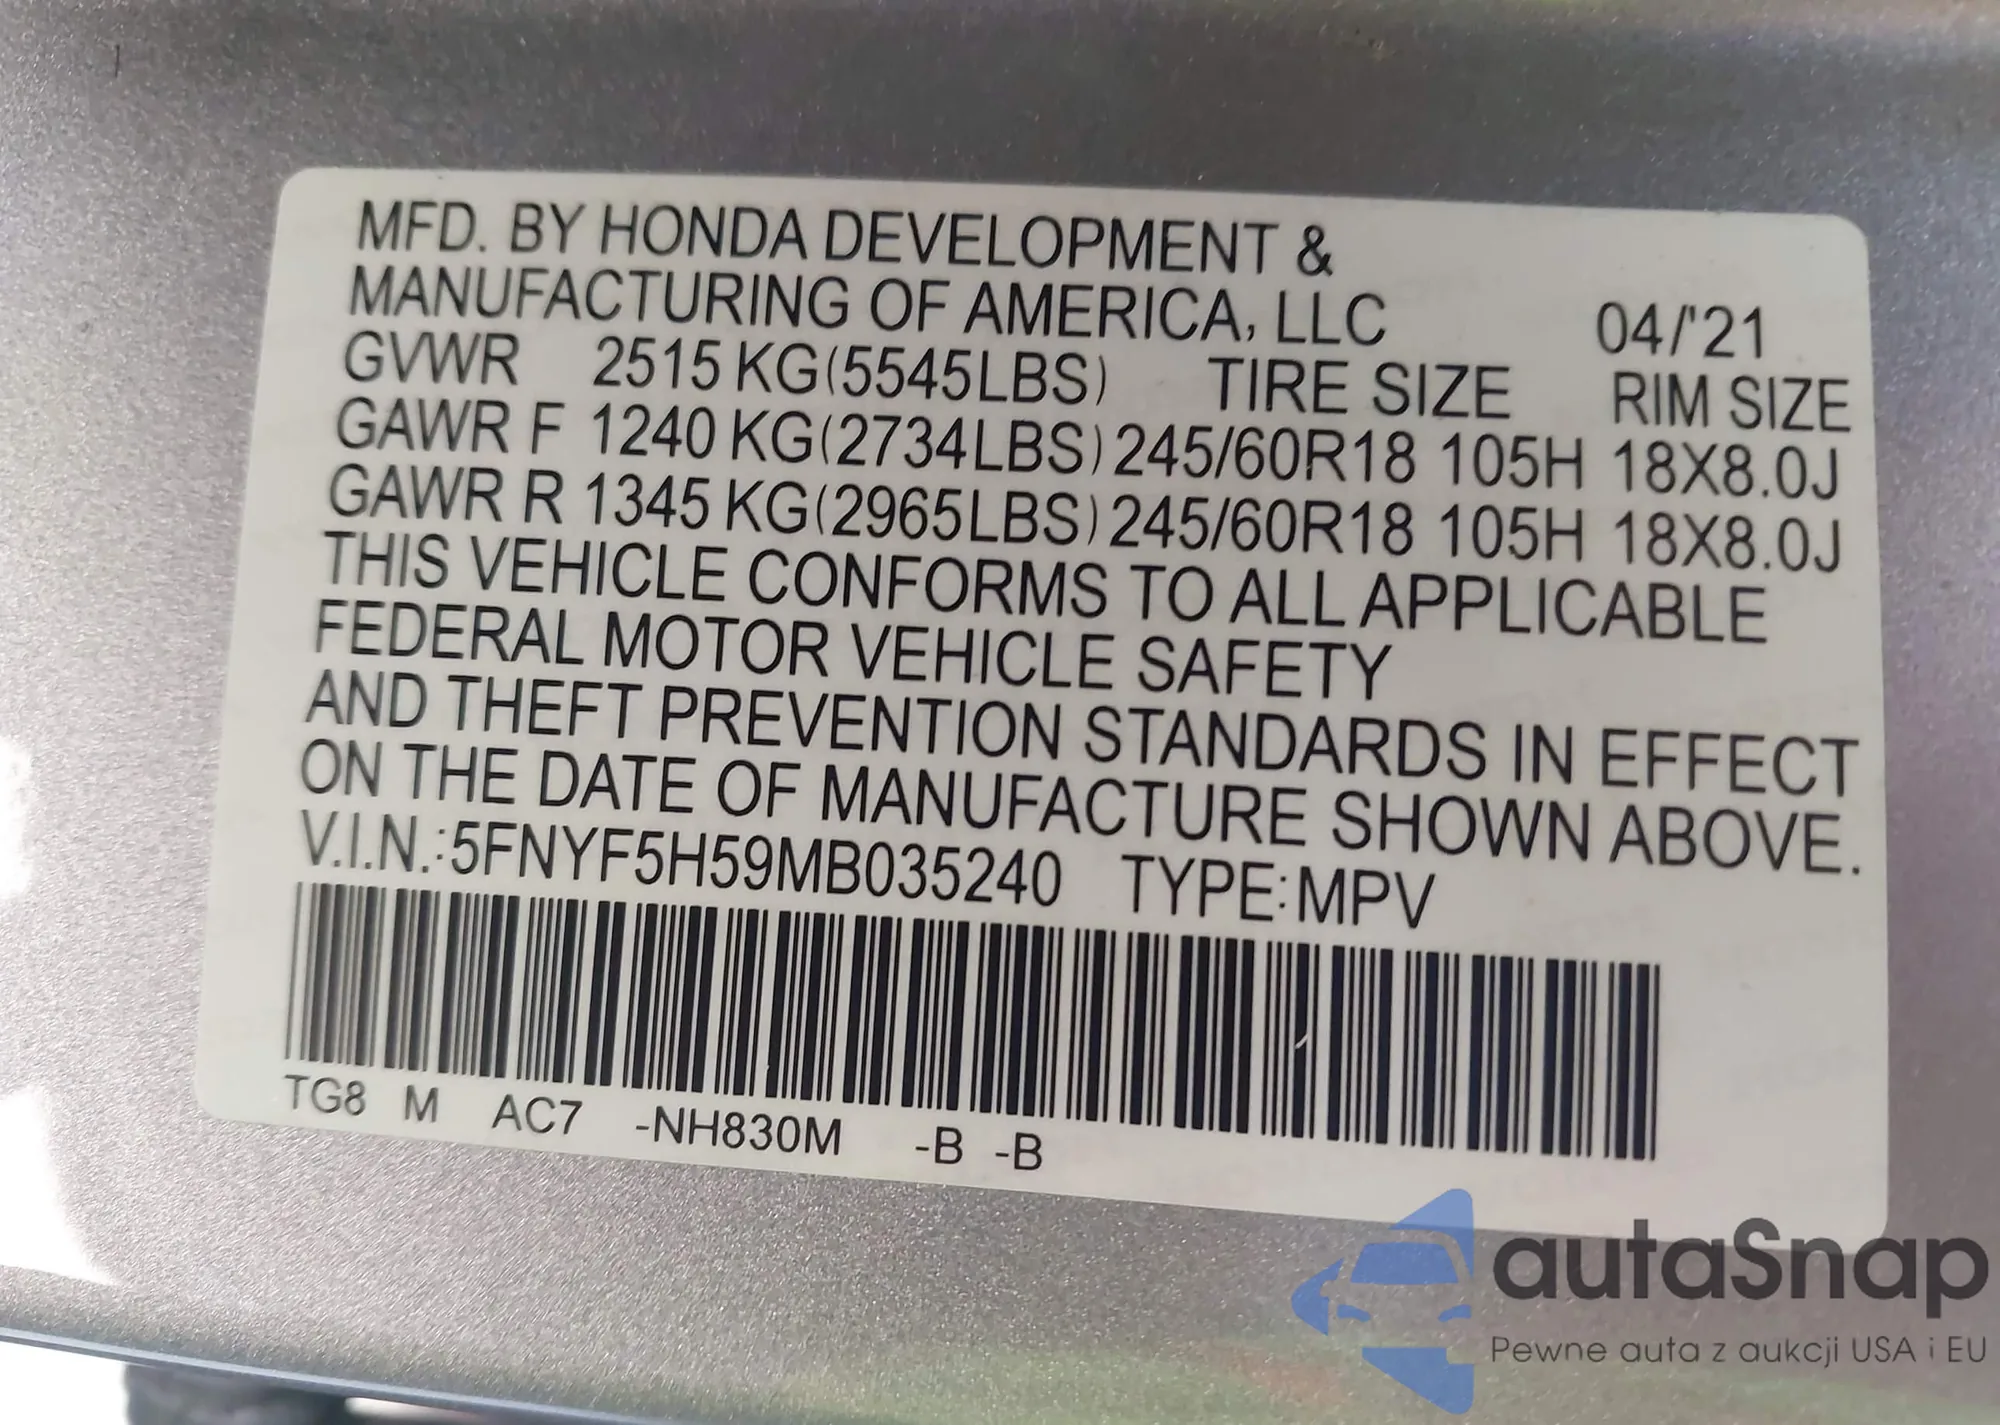 MFD. BY HONDA DEVELOPMENT &
MANUFACTURING OF AMERICA, LLC 04/'21
GVWR 2515 KG(5545LBS) TIRE SIZE RIM SIZE
GAWR F 1240 KG(2734LBS) 245/60R18 105H 18X8.0J
GAWR R 1345 KG(2965LBS) 245/60R18 105H 18X8.0J
THIS VEHICLE CONFORMS TO ALL APPLICABLE
FEDERAL MOTOR VEHICLE SAFETY
AND THEFT PREVENTION STANDARDS IN EFFECT
ON THE DATE OF MANUFACTURE SHOWN ABOVE.
V.I.N.:5FNYF5H59MB035240 TYPE:MPV
TG8 M AC7 -NH830M -B -B
autaSnap
Pewne auta z aukcji USA i EU